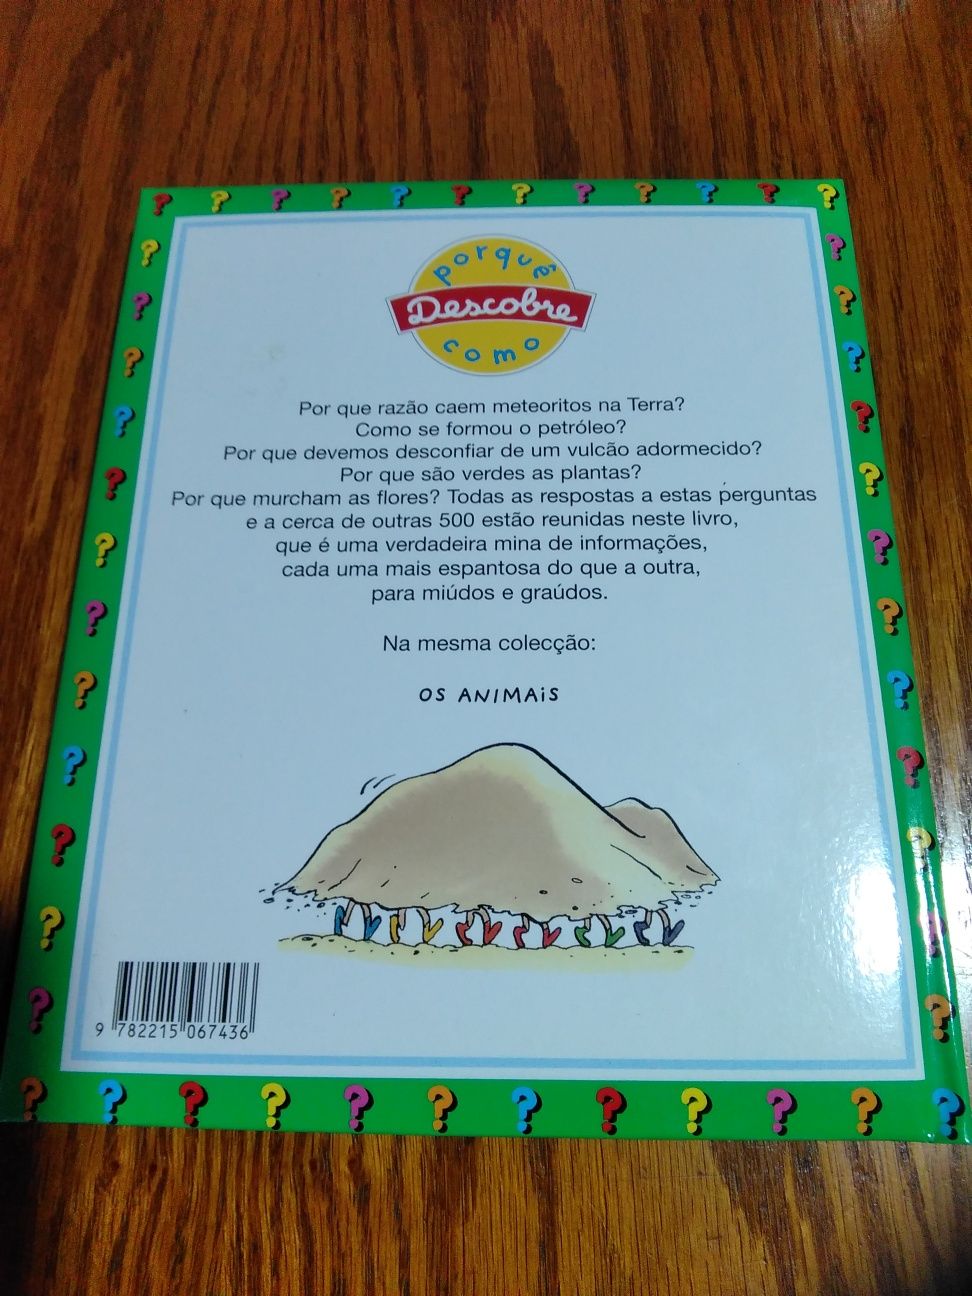 porquê
Descobre
como
Por que razão caem meteoritos na Terra?
Como se formou o petróleo?
Por que devemos desconfiar de um vulcão adormecido?
Por que são verdes as plantas?
Por que murcham as flores? Todas as respostas a estas perguntas
e a cerca de outras 500 estão reunidas neste livro,
que é uma verdadeira mina de informações,
cada uma mais espantosa do que a outra,
para miúdos e graúdos.
Na mesma colecção:
OS ANIMAiS
9 782215 067436